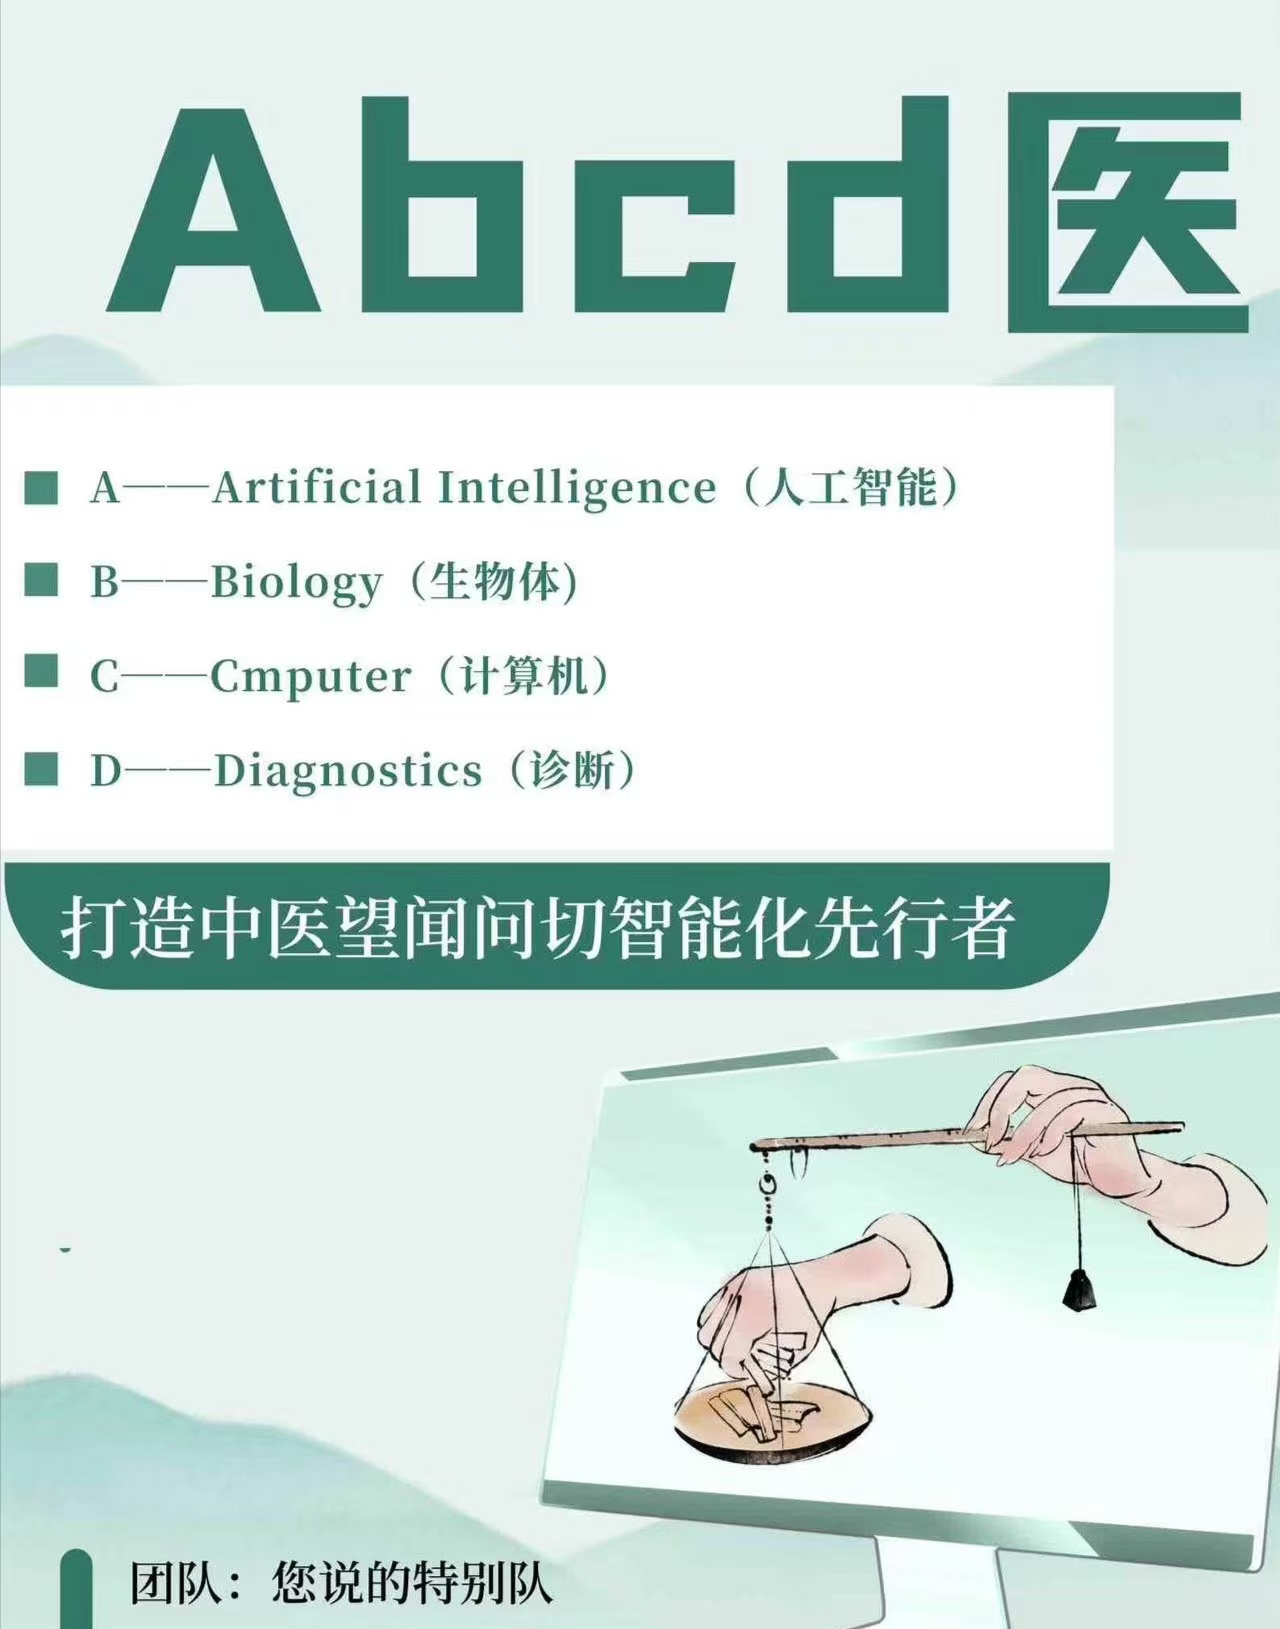 Abcd医
A——Artificial Intelligence（人工智能）
B——Biology（生物体)
C——Cmputer（计算机）
D——Diagnostics（诊断）
打造中医望闻问切智能化先行者
团队：您说的特别队